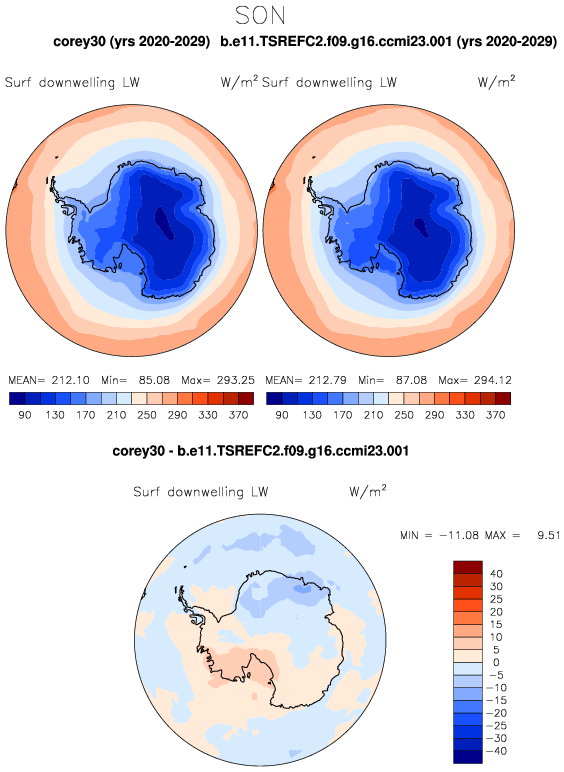 SON
corey30 (yrs 2020-2029) b.e11.TSREFC2.f09.g16.ccmi23.001 (yrs 2020-2029)
Surf downwelling LW W/m² Surf downwelling LW W/m²
MEAN= 212.10 Min= 85.08 Max= 293.25 MEAN= 212.79 Min= 87.08 Max= 294.12
90 130 170 210 250 290 330 370 90 130 170 210 250 290 330 370
corey30 - b.e11.TSREFC2.f09.g16.ccmi23.001
Surf downwelling LW W/m²
MIN = -11.08 MAX = 9.51
40
30
25
20
15
10
5
0
-5
-10
-15
-20
-25
-30
-40